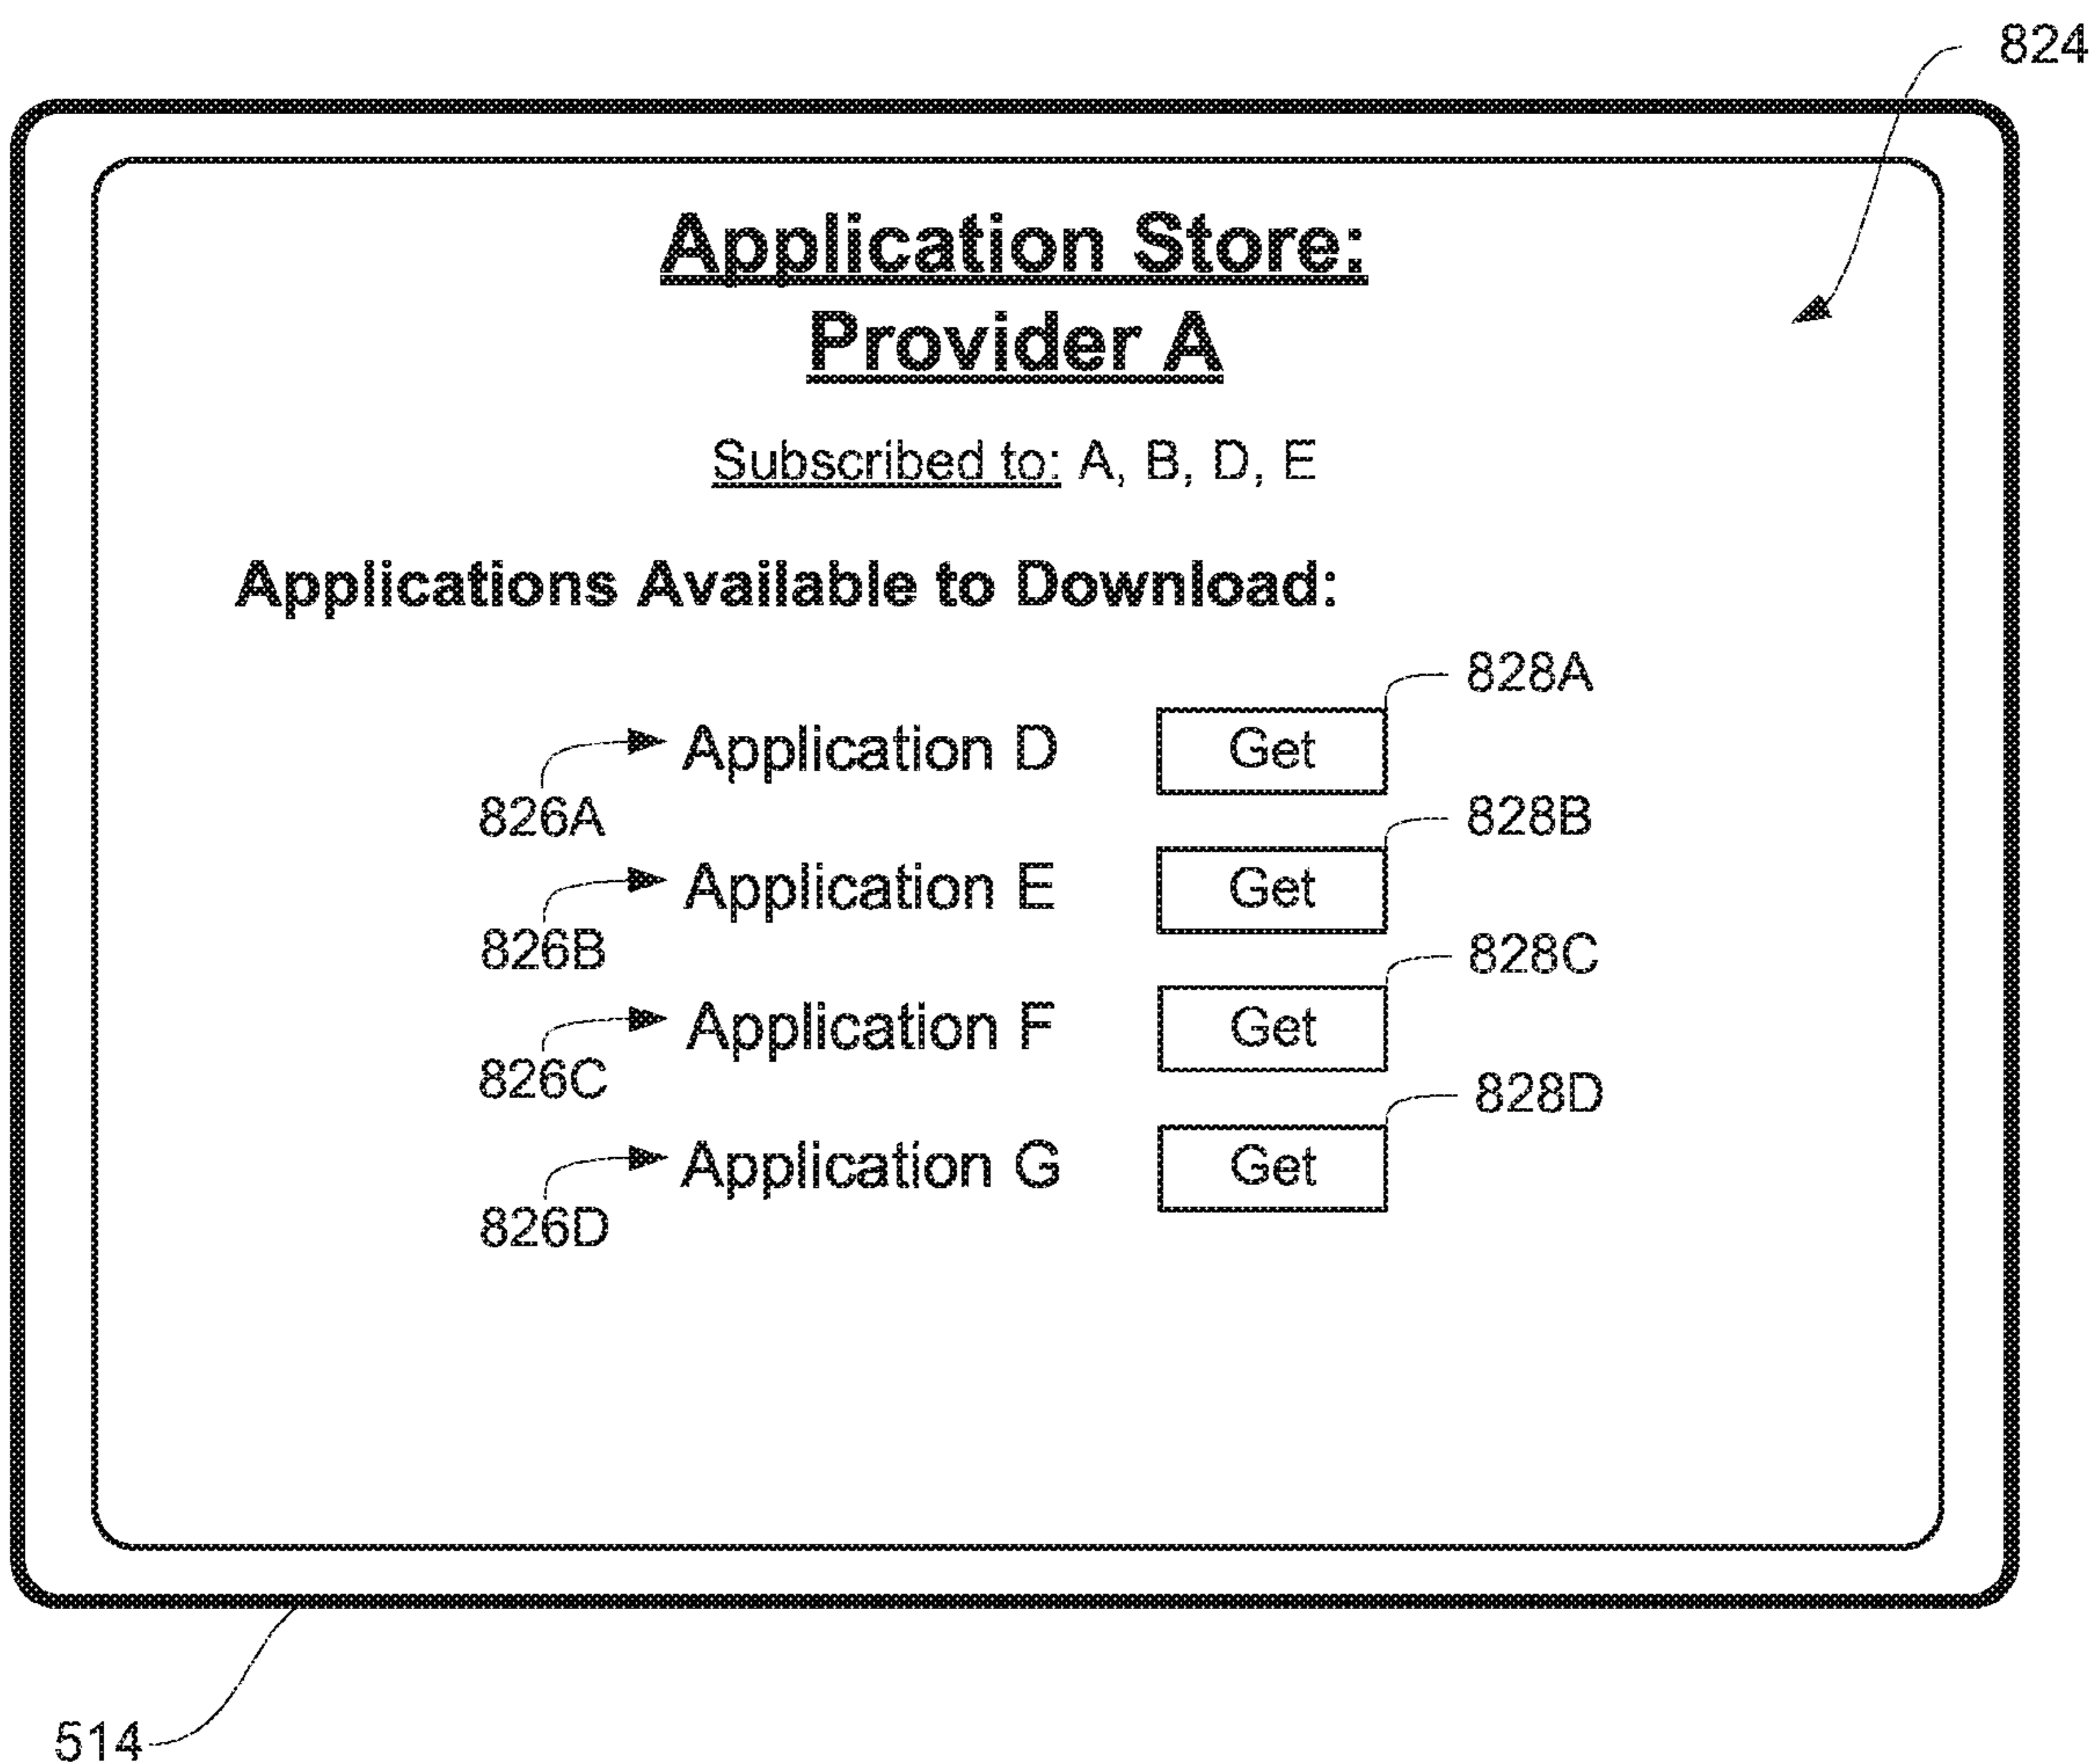 824
Application Store:
Provider A
Subscribed to: A, B, D, E
Applications Available to Download:
828A
Application D Get
826A
828B
Application E Get
826B
828C
Application F Get
826C
828D
Application G Get
826D
514